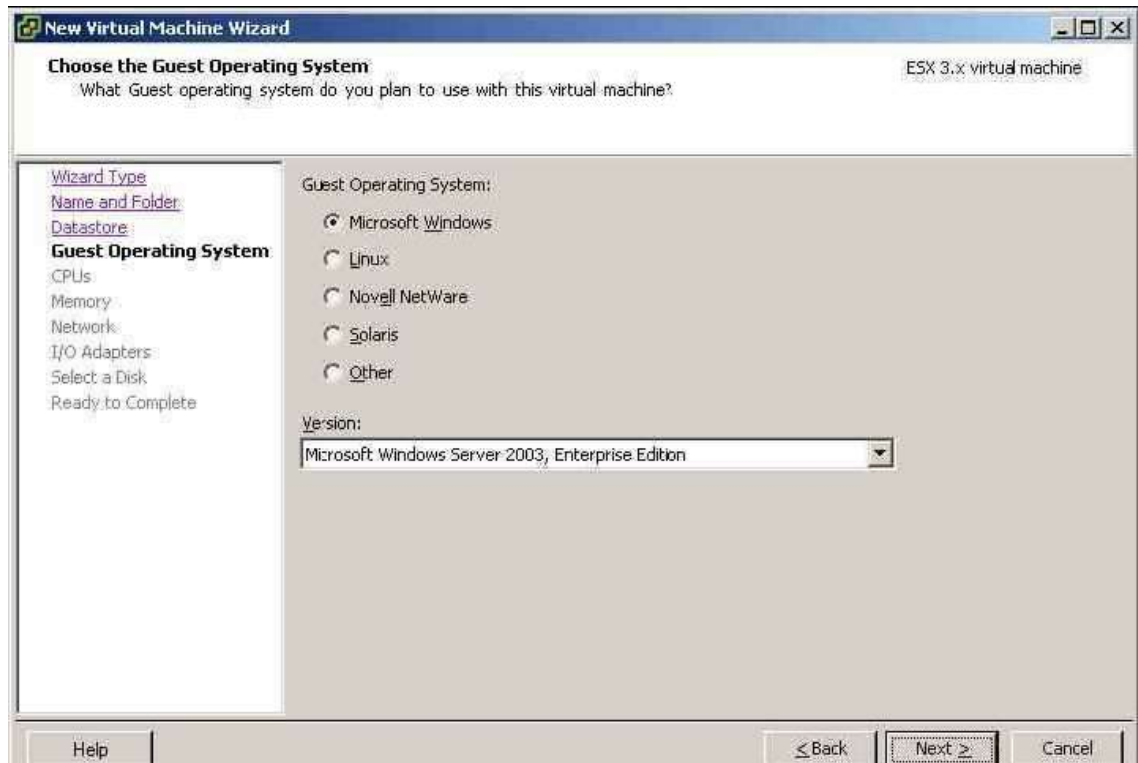 New Virtual Machine Wizard
Choose the Guest Operating System
What Guest operating system do you plan to use with this virtual machine?
ESX 3.x virtual machine
Wizard Type
Name and Folder
Datastore
Guest Operating System
CPUs
Memory
Network
I/O Adapters
Select a Disk
Ready to Complete
Guest Operating System:
Microsoft Windows
Linux
Novell NetWare
Solaris
Other
Version:
Microsoft Windows Server 2003, Enterprise Edition
Help
< Back
Next >
Cancel